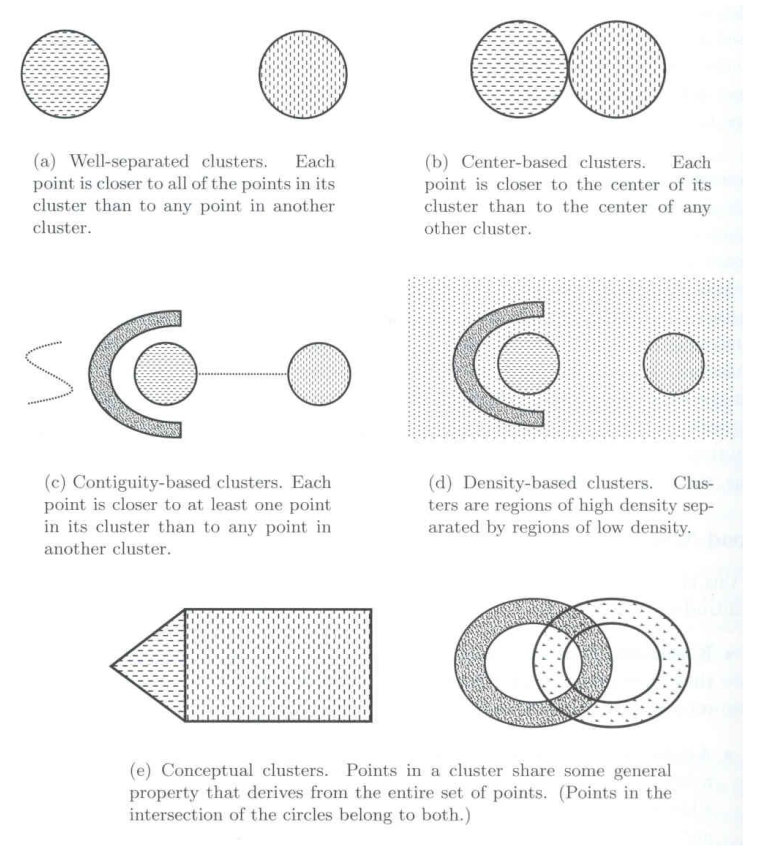 (a) Well-separated clusters. Each
point is closer to all of the points in its
cluster than to any point in another
cluster.
(b) Center-based clusters. Each
point is closer to the center of its
cluster than to the center of any
other cluster.
(c) Contiguity-based clusters. Each
point is closer to at least one point
in its cluster than to any point in
another cluster.
(d) Density-based clusters. Clus-
ters are regions of high density sep-
arated by regions of low density.
(e) Conceptual clusters. Points in a cluster share some general
property that derives from the entire set of points. (Points in the
intersection of the circles belong to both.)